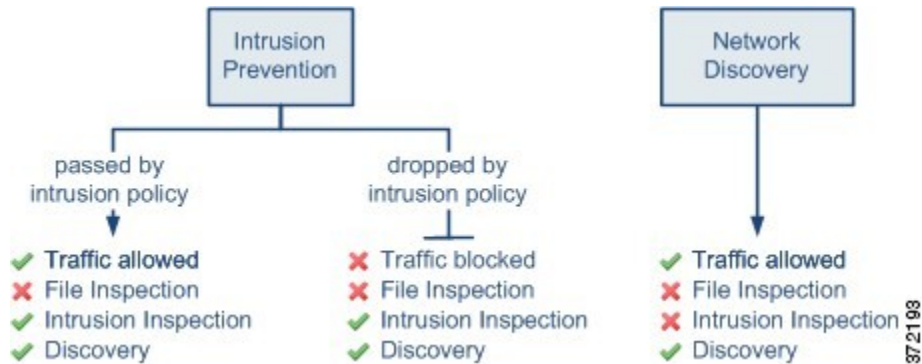 Intrusion
Prevention
Network
Discovery
passed by
intrusion policy
dropped by
intrusion policy
Traffic allowed
File Inspection
Intrusion Inspection
Discovery
Traffic blocked
File Inspection
Intrusion Inspection
Discovery
Traffic allowed
File Inspection
Intrusion Inspection
Discovery
372193